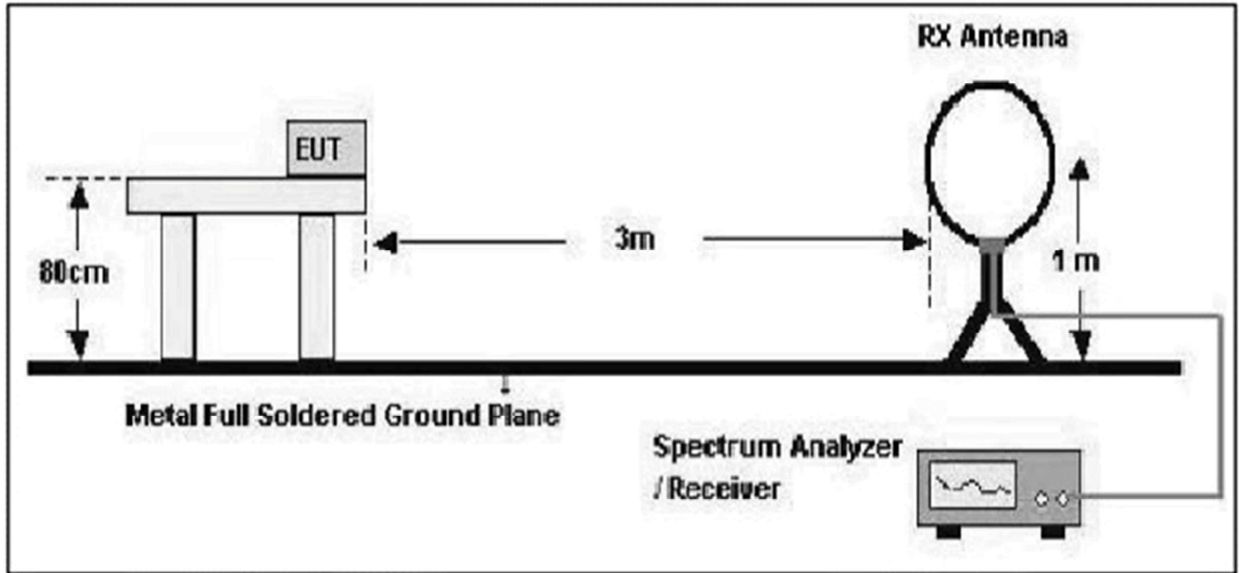 RX Antenna
EUT
3m
80cm
1 m
Metal Full Soldered Ground Plane
Spectrum Analyzer
/ Receiver